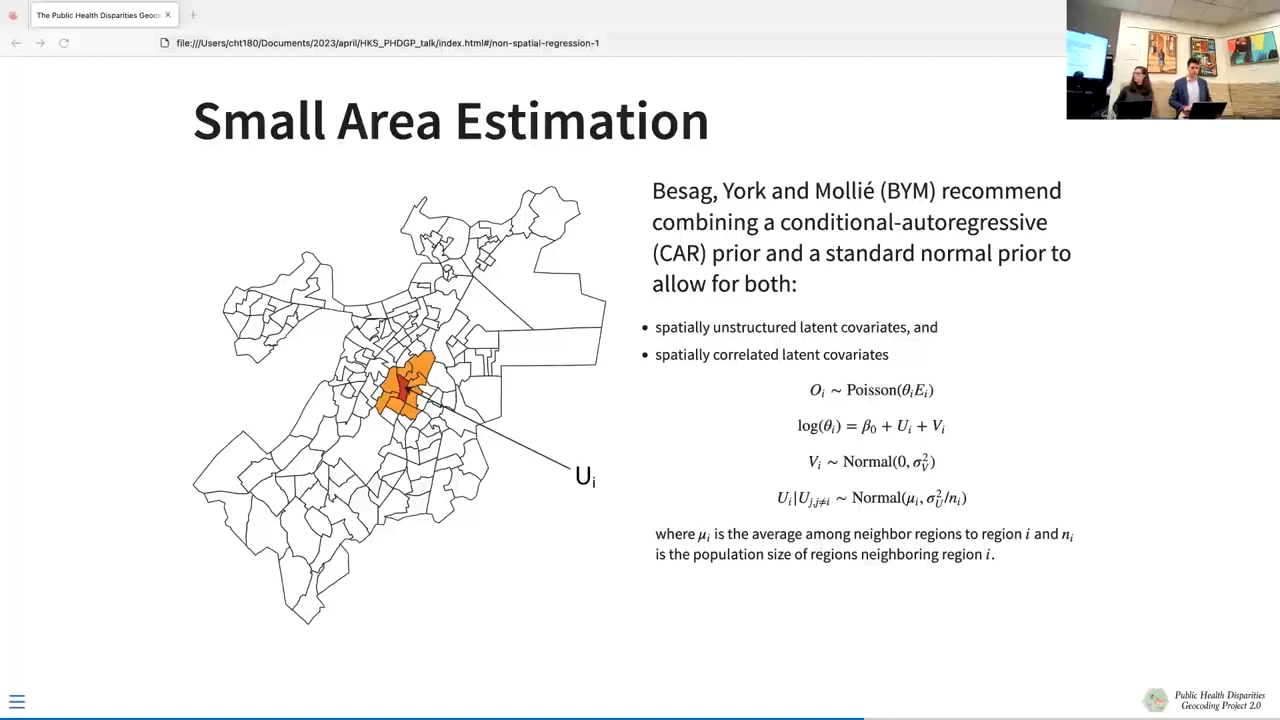 The Public Health Disparities Geoc
file:///Users/cht180/Documents/2023/april/HKS_PHDGP_talk/index.html#/non-spatial-regression-1
Small Area Estimation
Besag, York and Mollié (BYM) recommend
combining a conditional-autoregressive
(CAR) prior and a standard normal prior to
allow for both:
• spatially unstructured latent covariates, and
• spatially correlated latent covariates
Oᵢ ∼ Poisson(θᵢEᵢ)
log(θᵢ) = β₀ + Uᵢ + Vᵢ
Vᵢ ∼ Normal(0, σ²_V)
Uᵢ|U_{j,j≠i} ∼ Normal(μᵢ, σ²_U/nᵢ)
where μᵢ is the average among neighbor regions to region i and nᵢ
is the population size of regions neighboring region i.
Uᵢ
Public Health Disparities
Geocoding Project 2.0